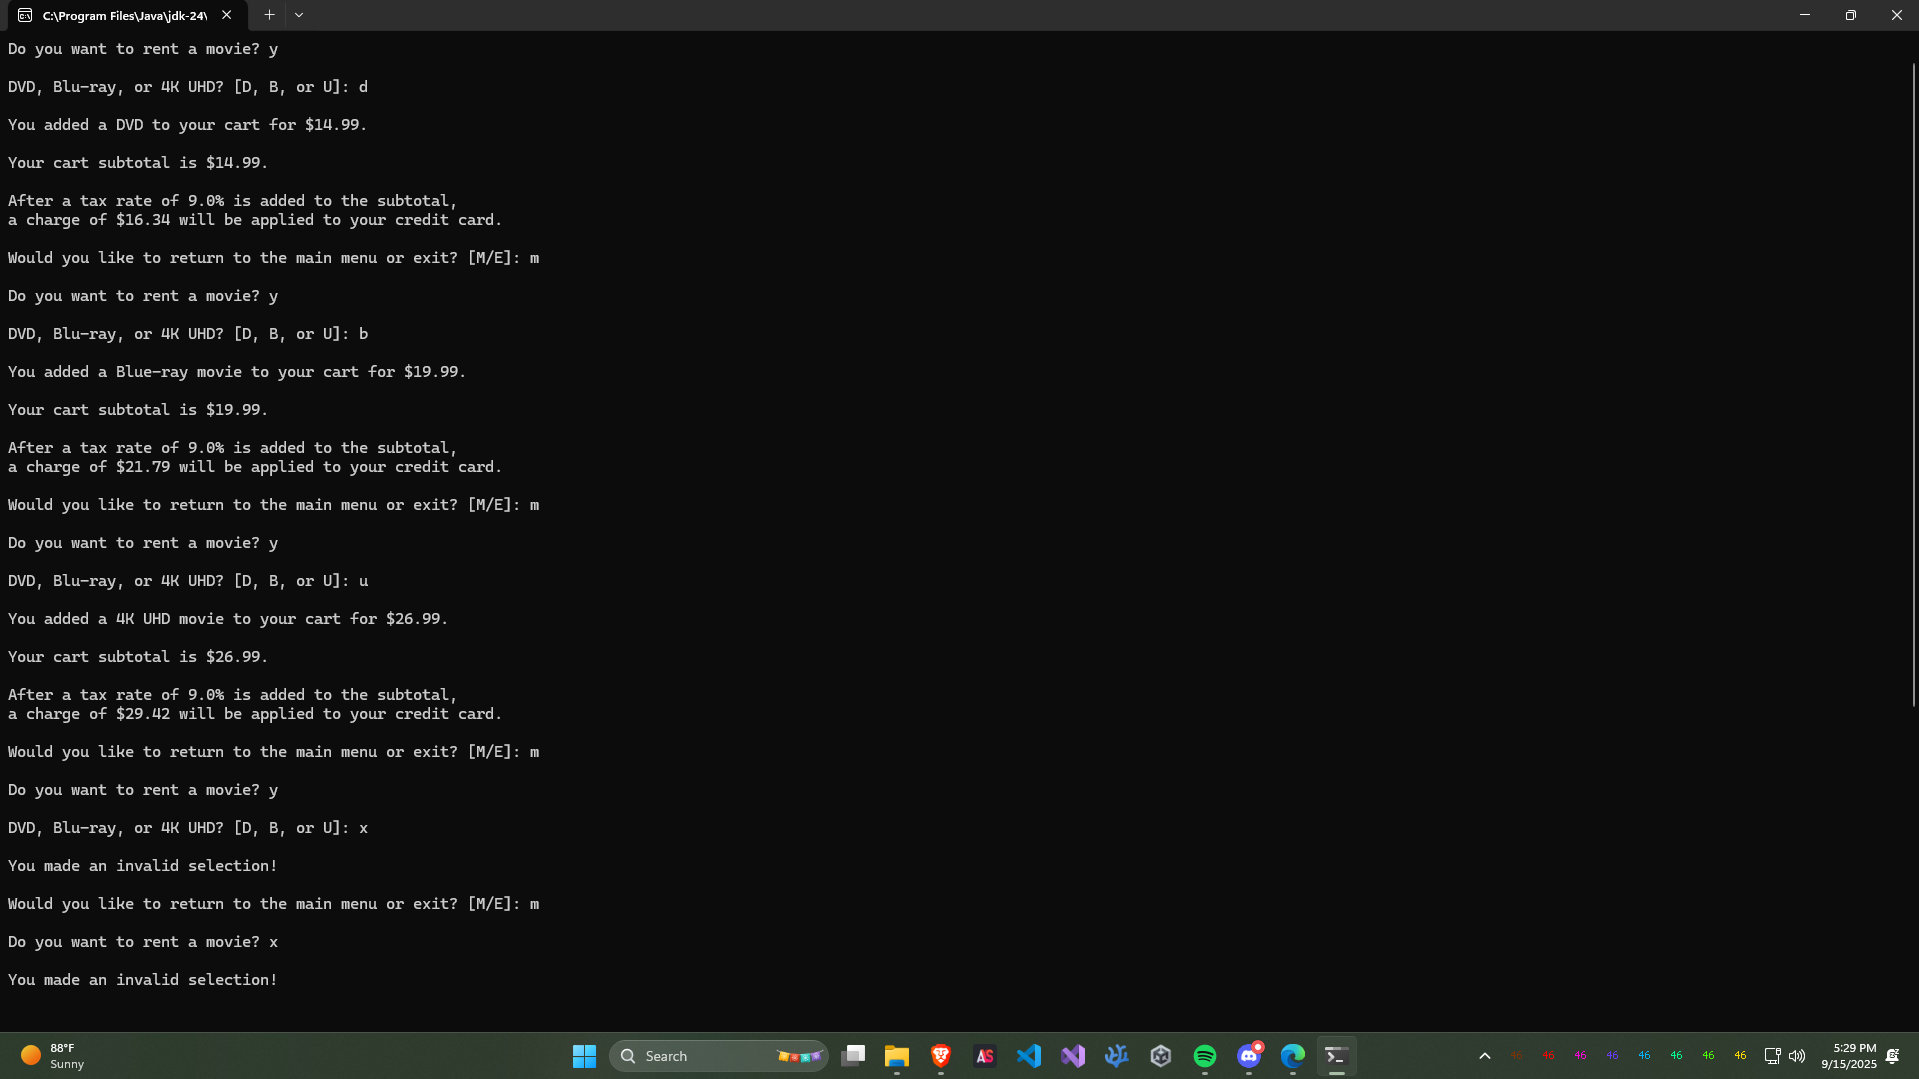 C:\Program Files\Java\jdk-24\
Do you want to rent a movie? y
DVD, Blu-ray, or 4K UHD? [D, B, or U]: d
You added a DVD to your cart for $14.99.
Your cart subtotal is $14.99.
After a tax rate of 9.0% is added to the subtotal,
a charge of $16.34 will be applied to your credit card.
Would you like to return to the main menu or exit? [M/E]: m
Do you want to rent a movie? y
DVD, Blu-ray, or 4K UHD? [D, B, or U]: b
You added a Blue-ray movie to your cart for $19.99.
Your cart subtotal is $19.99.
After a tax rate of 9.0% is added to the subtotal,
a charge of $21.79 will be applied to your credit card.
Would you like to return to the main menu or exit? [M/E]: m
Do you want to rent a movie? y
DVD, Blu-ray, or 4K UHD? [D, B, or U]: u
You added a 4K UHD movie to your cart for $26.99.
Your cart subtotal is $26.99.
After a tax rate of 9.0% is added to the subtotal,
a charge of $29.42 will be applied to your credit card.
Would you like to return to the main menu or exit? [M/E]: m
Do you want to rent a movie? y
DVD, Blu-ray, or 4K UHD? [D, B, or U]: x
You made an invalid selection!
Would you like to return to the main menu or exit? [M/E]: m
Do you want to rent a movie? x
You made an invalid selection!
88°F
Sunny
Search
AS
46 46 46 46 46 46 46 46
5:29 PM
9/15/2025